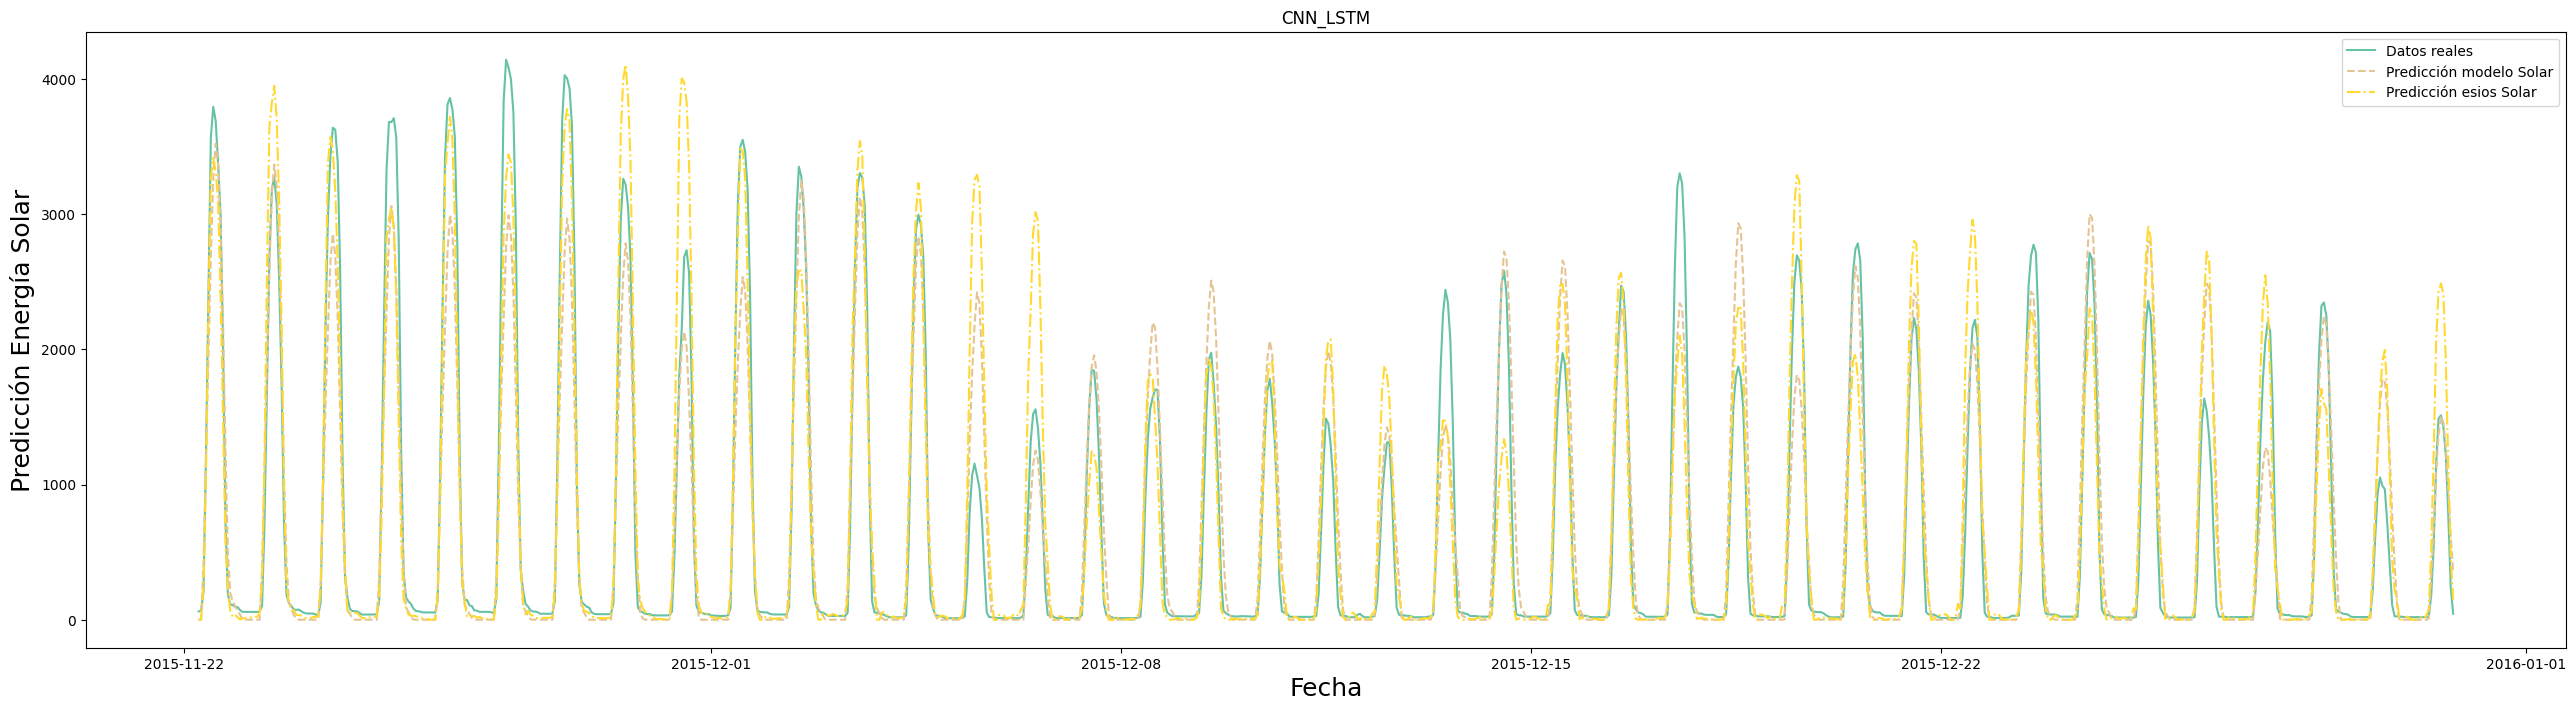 CNN_LSTM
Datos reales
Predicción modelo Solar
Predicción esios Solar
Predicción Energía Solar
4000
3000
2000
1000
0
2015-11-22
2015-12-01
2015-12-08
2015-12-15
2015-12-22
2016-01-01
Fecha